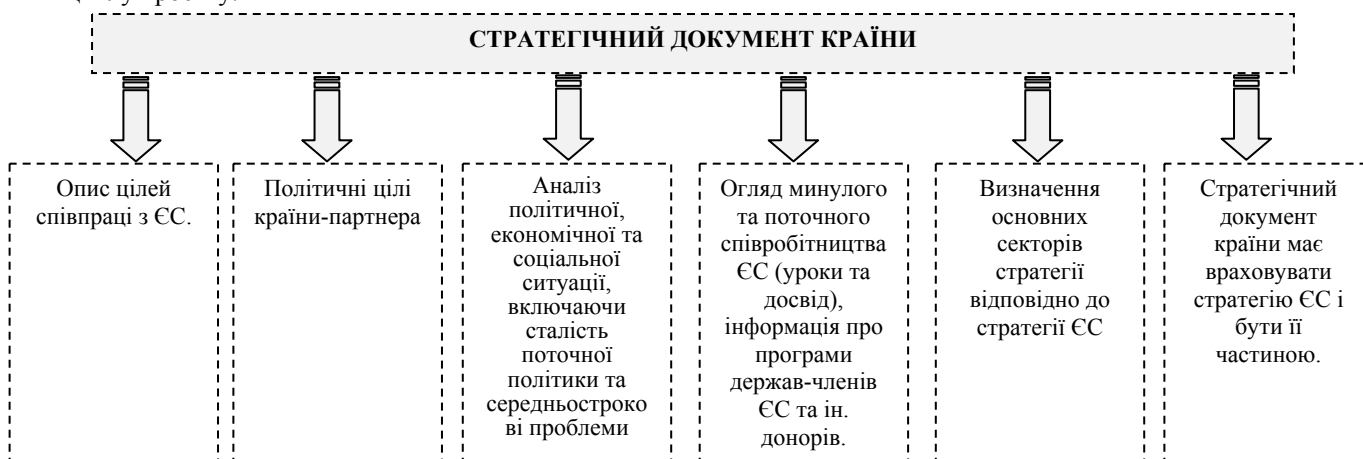 СТРАТЕГІЧНИЙ ДОКУМЕНТ КРАЇНИ
Опис цілей
співпраці з ЄС.
Політичні цілі
країни-партнера
Аналіз
політичної,
економічної та
соціальної
ситуації,
включаючи
сталість
поточної
політики та
середньостроко
ві проблеми
Огляд минулого
та поточного
співробітництва
ЄС (уроки та
досвід),
інформація про
програми
держав-членів
ЄС та ін.
донорів.
Визначення
основних
секторів
стратегії
відповідно до
стратегії ЄС
Стратегічний
документ
країни має
враховувати
стратегію ЄС і
бути її
частиною.